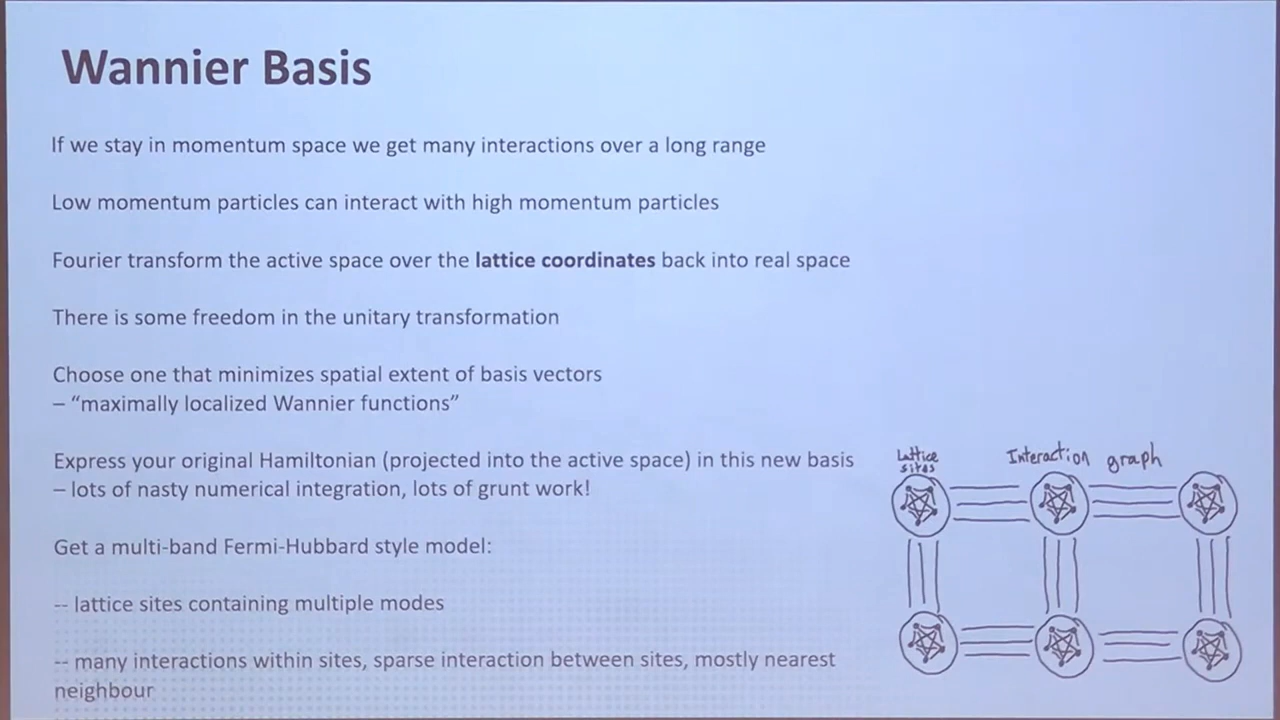 Wannier Basis
If we stay in momentum space we get many interactions over a long range
Low momentum particles can interact with high momentum particles
Fourier transform the active space over the lattice coordinates back into real space
There is some freedom in the unitary transformation
Choose one that minimizes spatial extent of basis vectors
– “maximally localized Wannier functions”
Express your original Hamiltonian (projected into the active space) in this new basis
– lots of nasty numerical integration, lots of grunt work!
Get a multi-band Fermi-Hubbard style model:
-- lattice sites containing multiple modes
-- many interactions within sites, sparse interaction between sites, mostly nearest
neighbour
Lattice
sites
Interaction graph